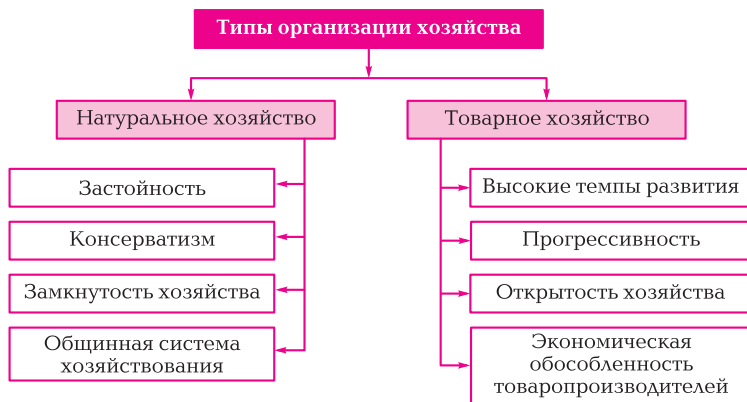 Типы организации хозяйства
Натуральное хозяйство
Товарное хозяйство
Застойность
Консерватизм
Замкнутость хозяйства
Общинная система
хозяйствования
Высокие темпы развития
Прогрессивность
Открытость хозяйства
Экономическая
обособленность
товаропроизводителей